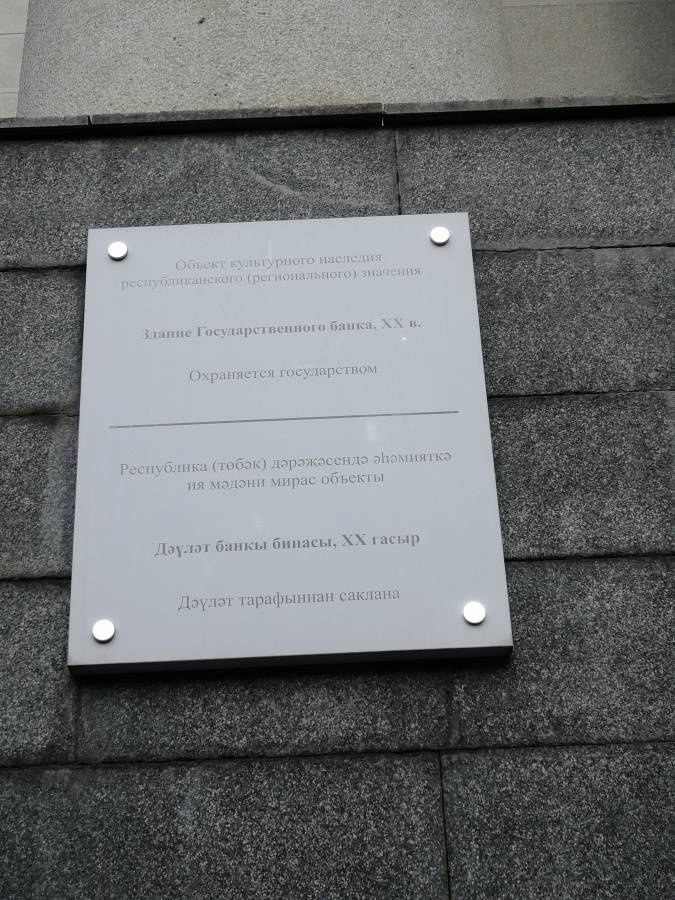 Объект культурного наследия
республиканского (регионального) значения
Здание Государственного банка, XX в.
Охраняется государством
Республика (төбәк) дәрәҗәсендә әһәмияткә
ия мәдәни мирас объекты
Дәүләт банкы бинасы, XX гасыр
Дәүләт тарафыннан саклана